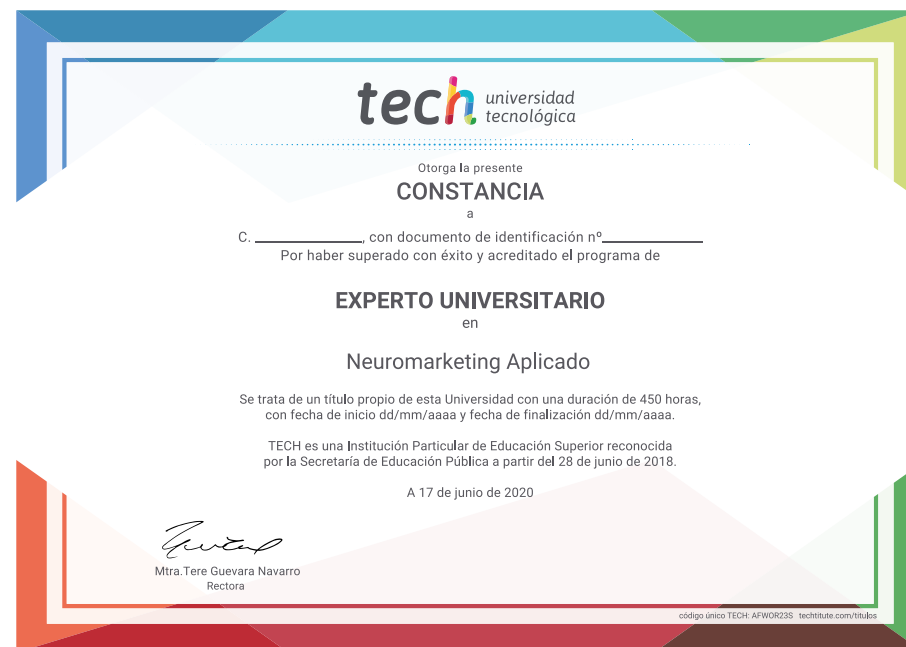 tech universidad
tecnológica
Otorga la presente
CONSTANCIA
a
C. ____________, con documento de identificación nº____________
Por haber superado con éxito y acreditado el programa de
EXPERTO UNIVERSITARIO
en
Neuromarketing Aplicado
Se trata de un título propio de esta Universidad con una duración de 450 horas,
con fecha de inicio dd/mm/aaaa y fecha de finalización dd/mm/aaaa.
TECH es una Institución Particular de Educación Superior reconocida
por la Secretaría de Educación Pública a partir del 28 de junio de 2018.
A 17 de junio de 2020
Mtra.Tere Guevara Navarro
Rectora
código único TECH: AFWOR23S techtitute.com/titulos